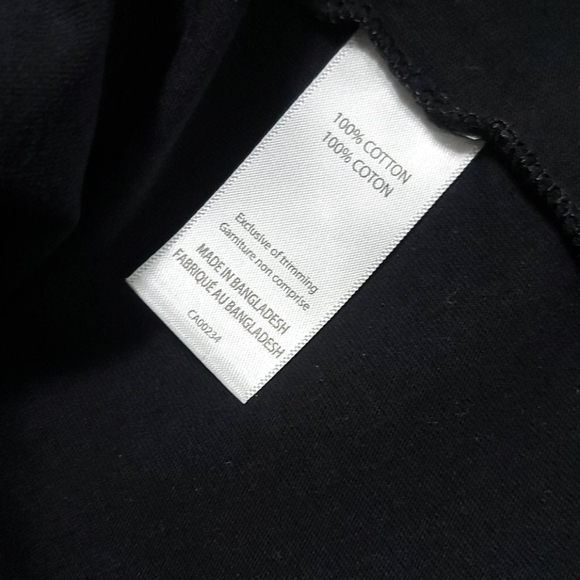 100% COTTON
100% COTON
Exclusive of trimming
Garniture non comprise
MADE IN BANGLADESH
FABRIQUÉ AU BANGLADESH
CA00234